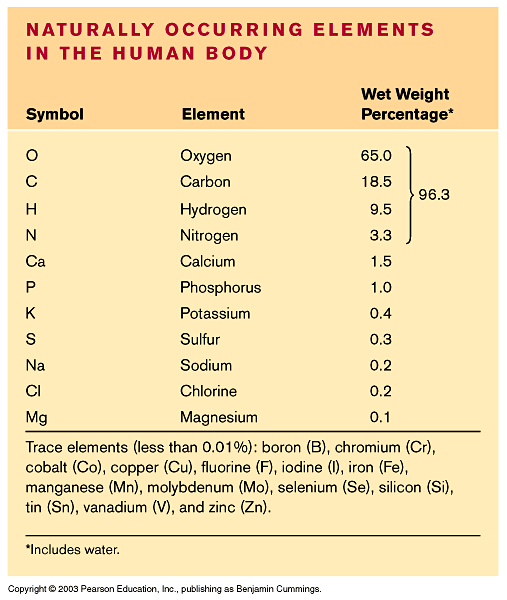 NATURALLY OCCURRING ELEMENTS
IN THE HUMAN BODY
Symbol Element Wet Weight Percentage*
O Oxygen 65.0
C Carbon 18.5
96.3
H Hydrogen 9.5
N Nitrogen 3.3
Ca Calcium 1.5
P Phosphorus 1.0
K Potassium 0.4
S Sulfur 0.3
Na Sodium 0.2
Cl Chlorine 0.2
Mg Magnesium 0.1
Trace elements (less than 0.01%): boron (B), chromium (Cr),
cobalt (Co), copper (Cu), fluorine (F), iodine (I), iron (Fe),
manganese (Mn), molybdenum (Mo), selenium (Se), silicon (Si),
tin (Sn), vanadium (V), and zinc (Zn).
*Includes water.
Copyright © 2003 Pearson Education, Inc., publishing as Benjamin Cummings.